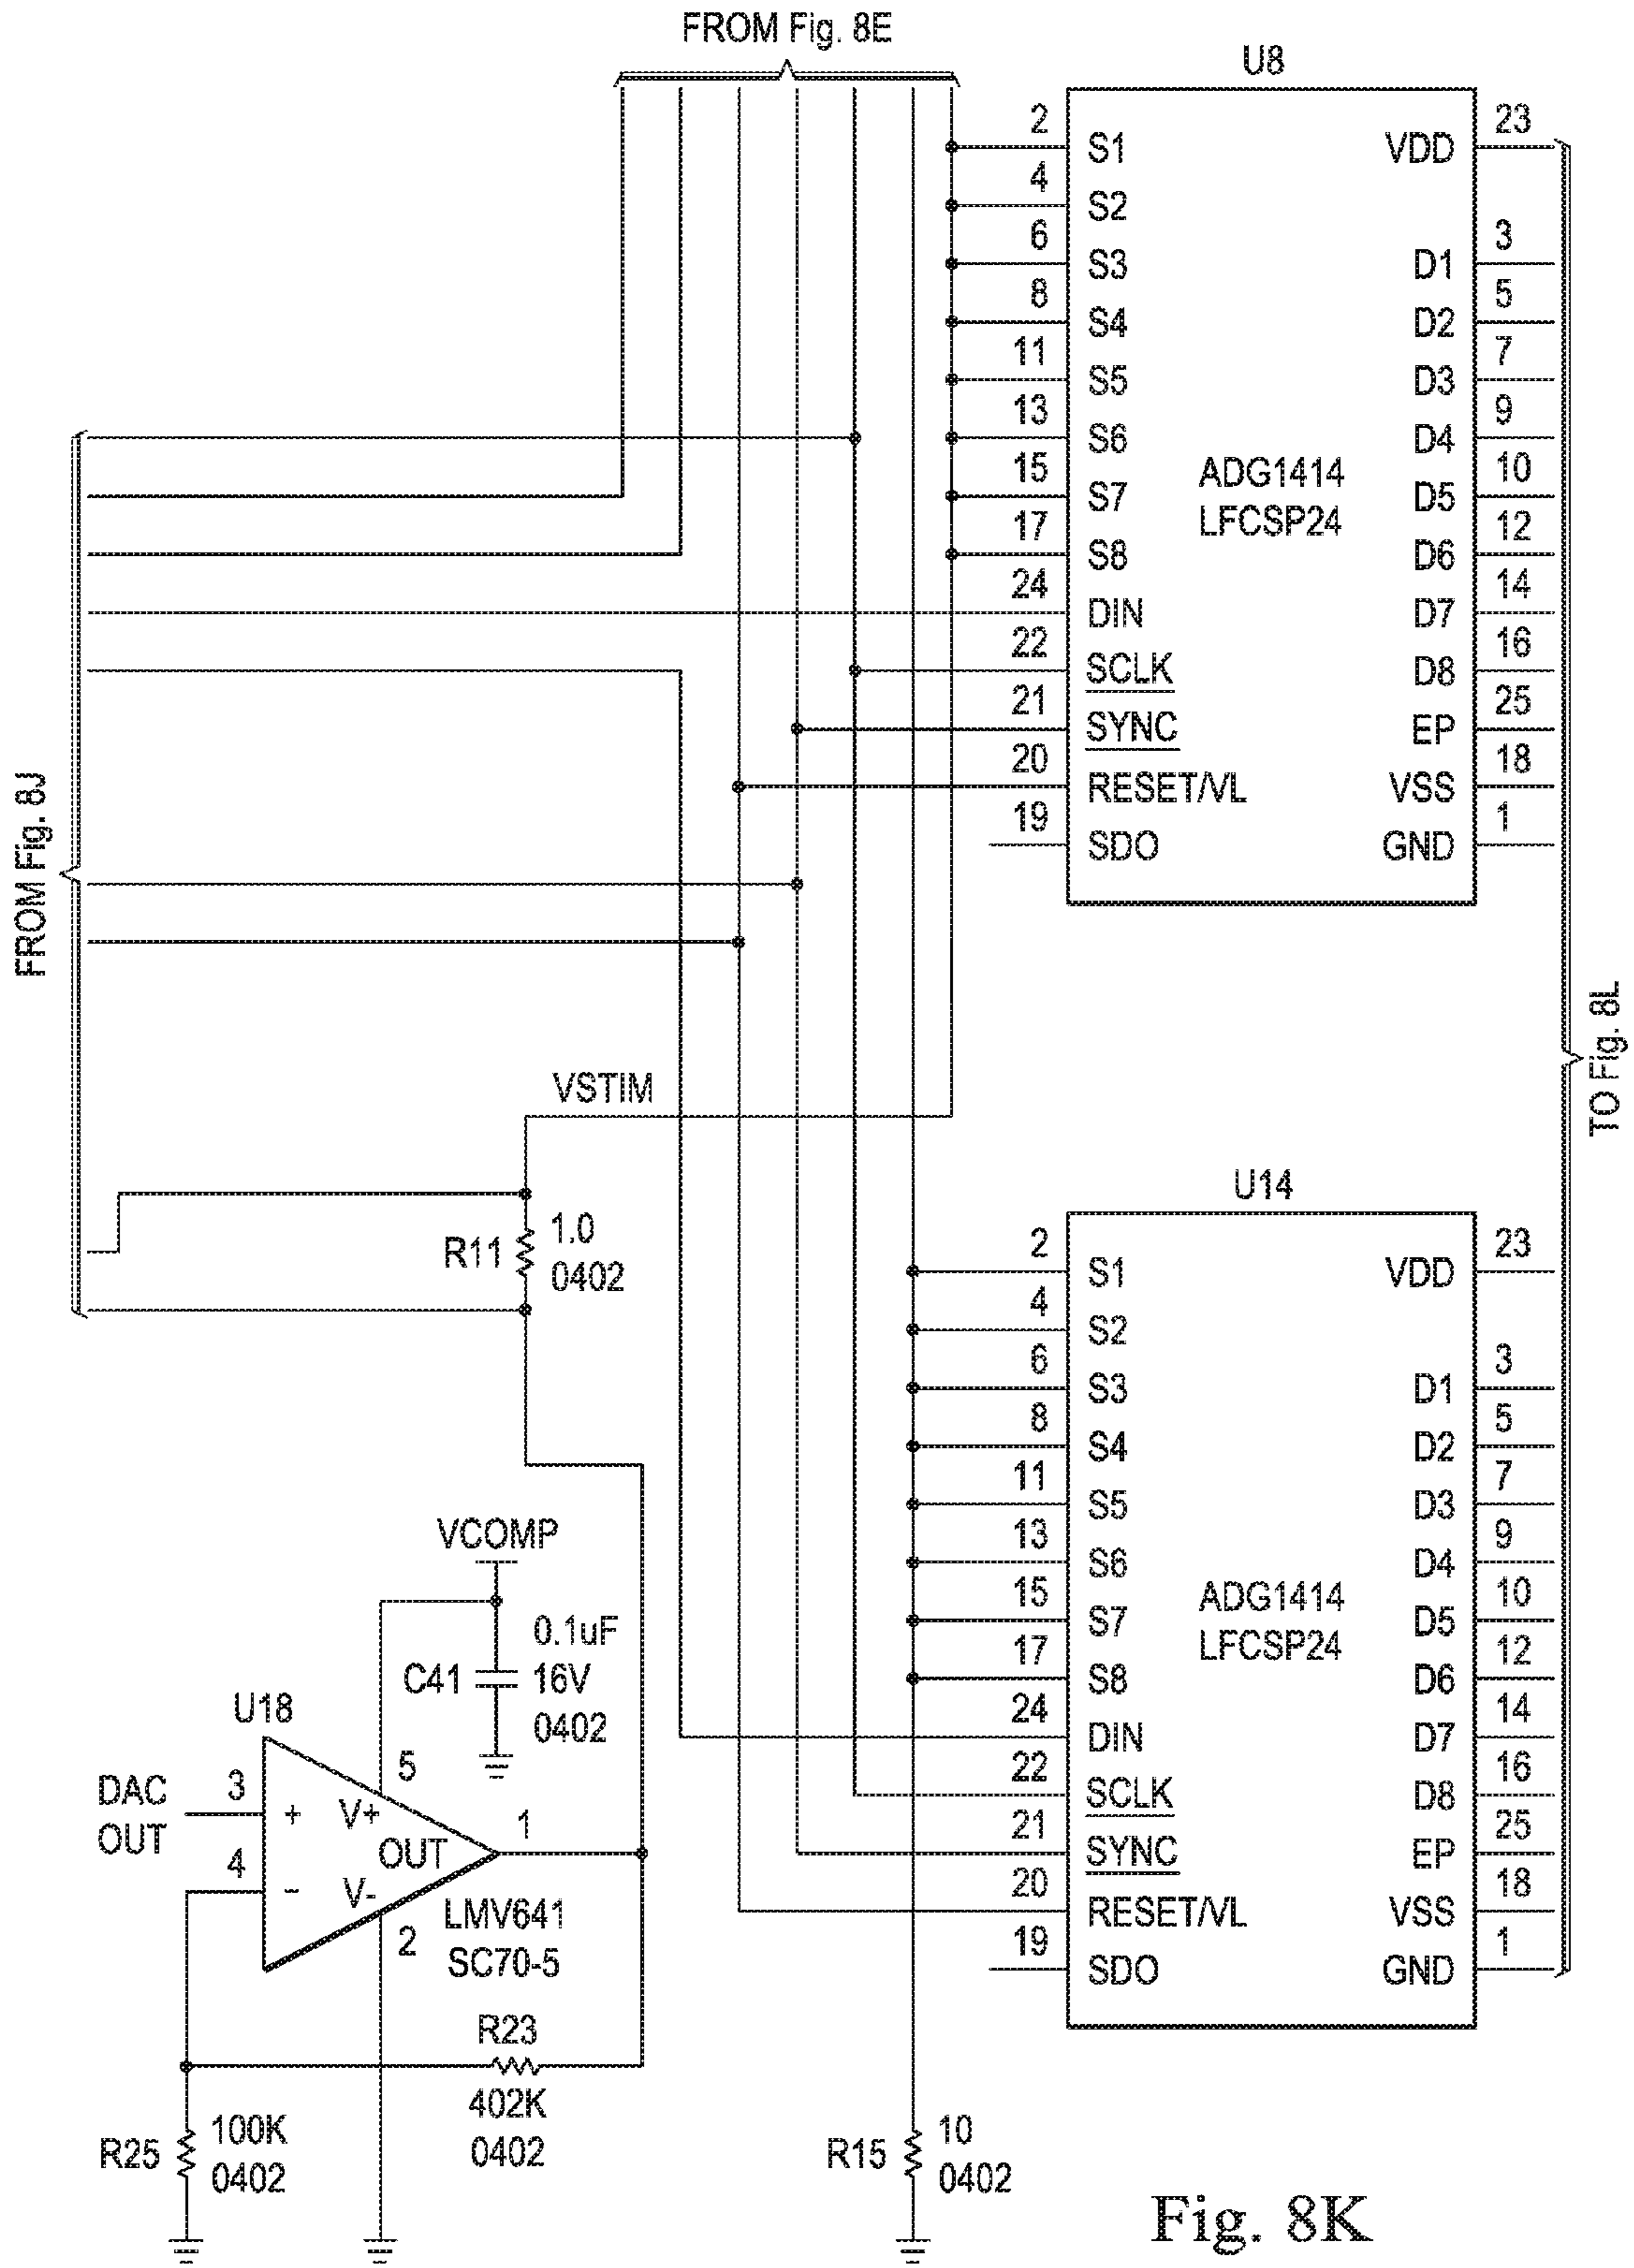 FROM Fig. 8E
U8
2 S1 VDD 23
4 S2
6 S3 D1 3
8 S4 D2 5
11 S5 D3 7
13 S6 D4 9
15 S7 ADG1414 D5 10
LFCSP24
17 S8 D6 12
24 DIN D7 14
22 SCLK D8 16
21 SYNC EP 25
20 RESET/VL VSS 18
19 SDO GND 1
FROM Fig. 8J
TO Fig. 8L
VSTIM
R11 1.0
0402
U14
2 S1 VDD 23
4 S2
6 S3 D1 3
8 S4 D2 5
11 S5 D3 7
13 S6 D4 9
15 S7 ADG1414 D5 10
LFCSP24
17 S8 D6 12
24 DIN D7 14
22 SCLK D8 16
21 SYNC EP 25
20 RESET/VL VSS 18
19 SDO GND 1
VCOMP
0.1uF
C41 16V
0402
U18
DAC
OUT
3 + V+ 5
OUT 1
4 - V- 2
LMV641
SC70-5
R23
402K
0402
R25 100K
0402
R15 10
0402
Fig. 8K